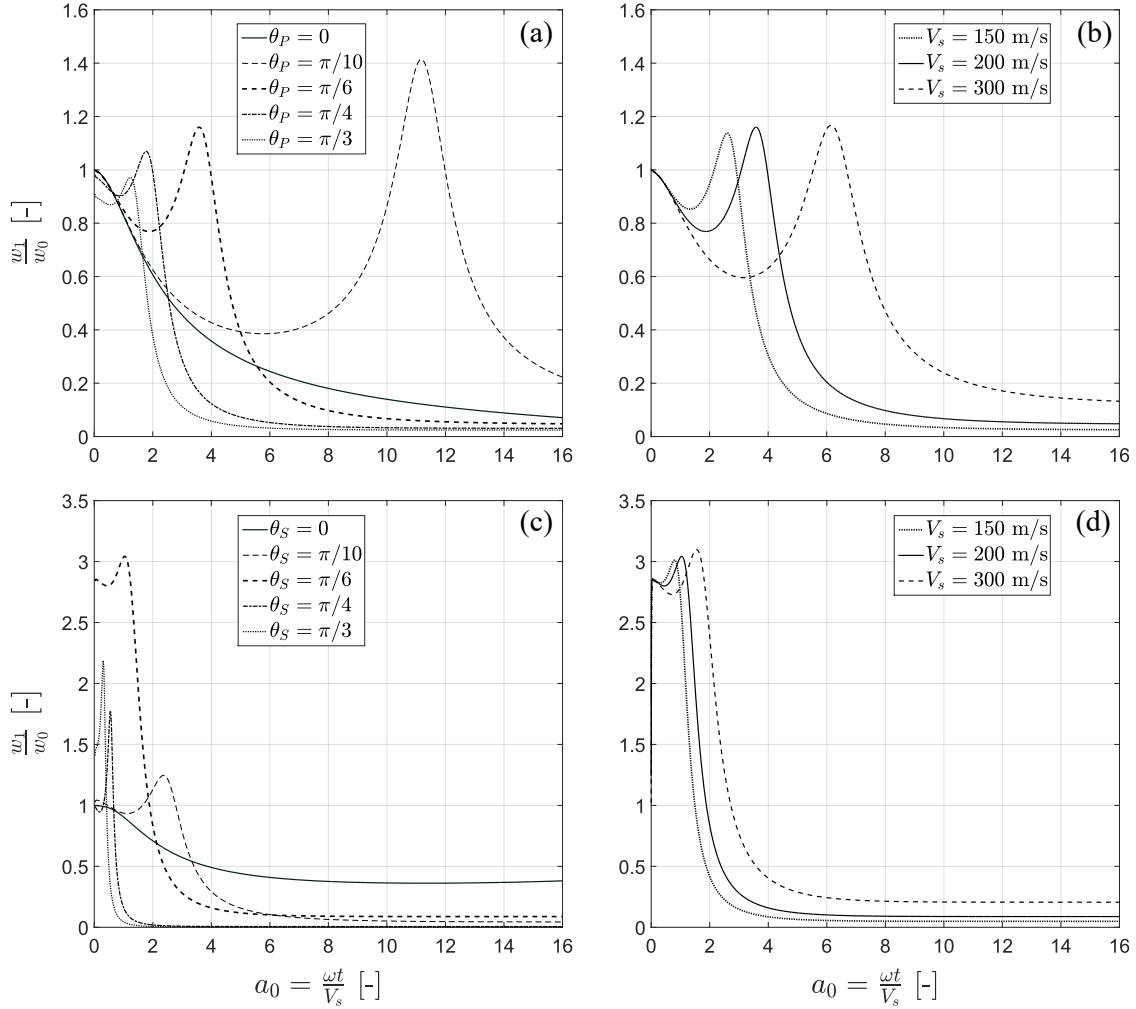 (a)
θ_P = 0
θ_P = π/10
θ_P = π/6
θ_P = π/4
θ_P = π/3
w_1/w_0 [-]
1.6
1.4
1.2
1
0.8
0.6
0.4
0.2
0
0 2 4 6 8 10 12 14 16
(b)
V_s = 150 m/s
V_s = 200 m/s
V_s = 300 m/s
1.6
1.4
1.2
1
0.8
0.6
0.4
0.2
0
0 2 4 6 8 10 12 14 16
(c)
θ_S = 0
θ_S = π/10
θ_S = π/6
θ_S = π/4
θ_S = π/3
w_1/w_0 [-]
3.5
3
2.5
2
1.5
1
0.5
0
0 2 4 6 8 10 12 14 16
a_0 = ωt/V_s [-]
(d)
V_s = 150 m/s
V_s = 200 m/s
V_s = 300 m/s
3.5
3
2.5
2
1.5
1
0.5
0
0 2 4 6 8 10 12 14 16
a_0 = ωt/V_s [-]